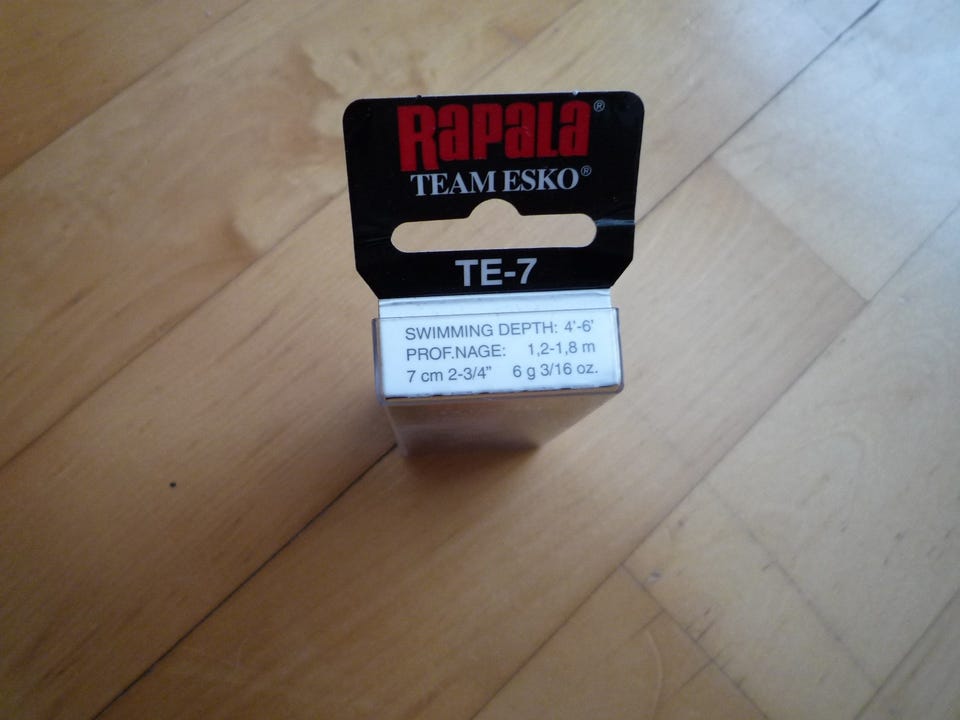 RAPALA®
TEAM ESKO®
TE-7
SWIMMING DEPTH: 4'-6'
PROF.NAGE: 1,2-1,8 m
7 cm 2-3/4" 6 g 3/16 oz.